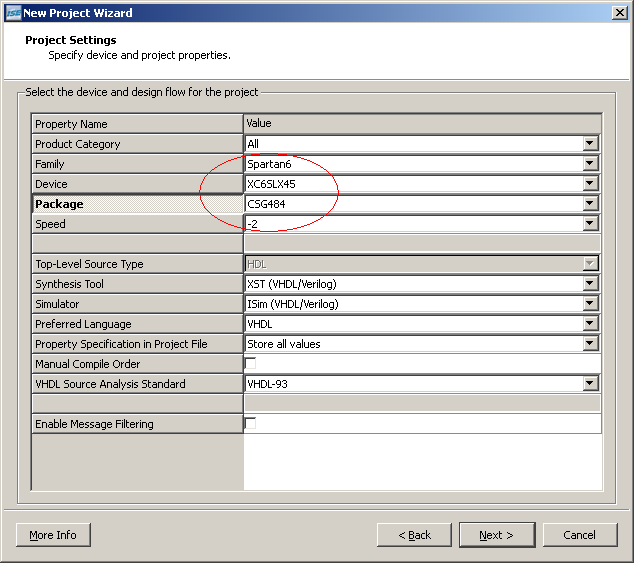 ISE New Project Wizard
Project Settings
Specify device and project properties.
Select the device and design flow for the project
Property Name Value
Product Category All
Family Spartan6
Device XC6SLX45
Package CSG484
Speed -2
Top-Level Source Type HDL
Synthesis Tool XST (VHDL/Verilog)
Simulator ISim (VHDL/Verilog)
Preferred Language VHDL
Property Specification in Project File Store all values
Manual Compile Order
VHDL Source Analysis Standard VHDL-93
Enable Message Filtering
More Info < Back Next > Cancel